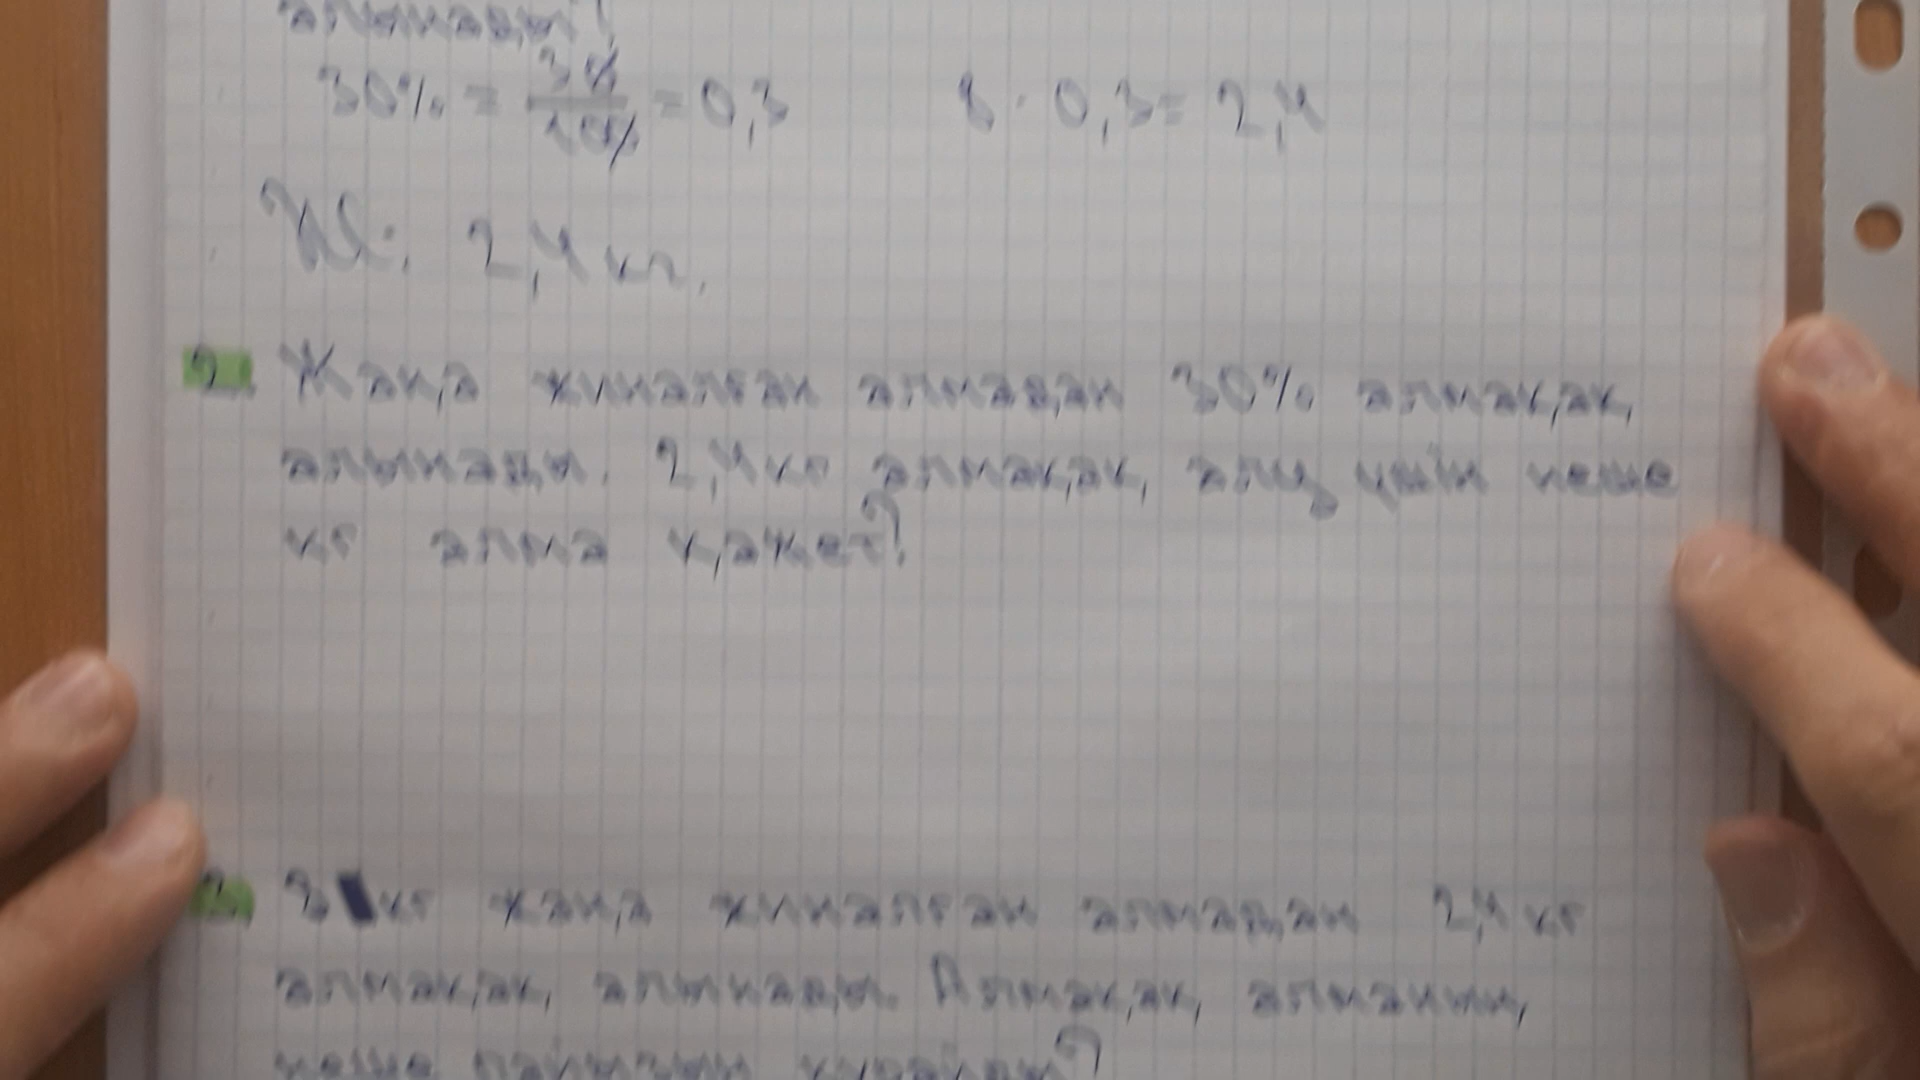 алынады?
30% = 30/100% = 0,3 8 · 0,3 = 2,4
Ж: 2,4 кг.
2. Жаңа жиналған алмадан 30% алмақақ
алынады. 2,4 кг алмақақ алу үшін неше
кг алма қажет?
3. 8 кг жаңа жиналған алмадан 2,4 кг
алмақақ алынады. Алмақақ алманың
неше пайызын құрайды?